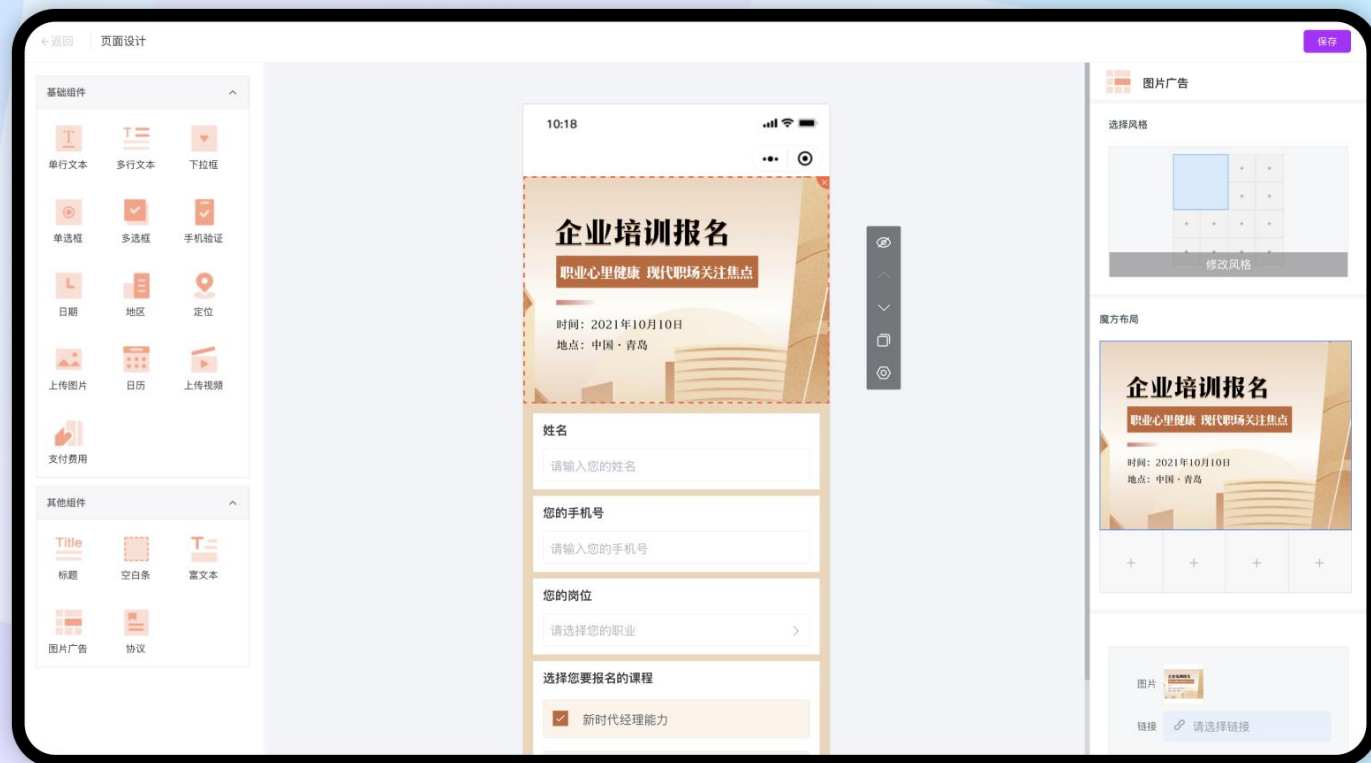 ←返回 页面设计
保存
基础组件
单行文本 多行文本 下拉框
单选框 多选框 手机验证
日期 地区 定位
上传图片 日历 上传视频
支付费用
其他组件
Title
标题 空白条 富文本
图片广告 协议
10:18
企业培训报名
职业心里健康 现代职场关注焦点
时间：2021年10月10日
地点：中国·青岛
姓名
请输入您的姓名
您的手机号
请输入您的手机号
您的岗位
请选择您的职业
选择您要报名的课程
新时代经理能力
图片广告
选择风格
修改风格
魔方布局
企业培训报名
职业心里健康 现代职场关注焦点
时间：2021年10月10日
地点：中国·青岛
图片
链接 请选择链接